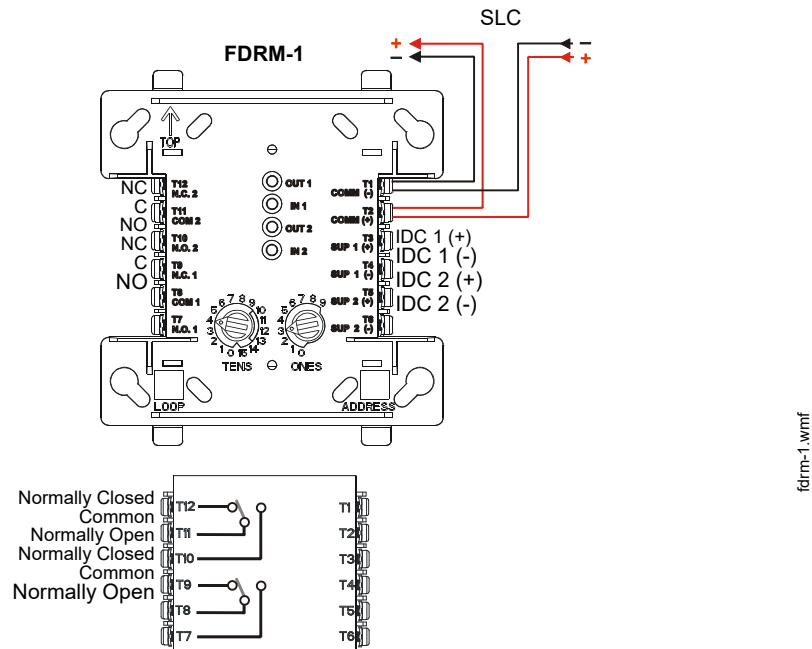 SLC
FDRM-1
+
−
−
+
TOP
NC
C
NO
NC
C
NO
T12
N.C. 2
T11
COM 2
T10
N.O. 2
T9
N.C. 1
T8
COM 1
T7
N.O. 1
OUT 1
IN 1
OUT 2
IN 2
T1
COMM (-)
T2
COMM (+)
T3
SUP 1 (+)
T4
SUP 1 (-)
T5
SUP 2 (+)
T6
SUP 2 (-)
IDC 1 (+)
IDC 1 (-)
IDC 2 (+)
IDC 2 (-)
0 1 2 3 4 5 6 7 8 9 10 11 12 13 14 15
TENS
0 1 2 3 4 5 6 7 8 9
ONES
LOOP
ADDRESS
Normally Closed
Common
Normally Open
Normally Closed
Common
Normally Open
T12
T11
T10
T9
T8
T7
T1
T2
T3
T4
T5
T6
fdrm-1.wmf